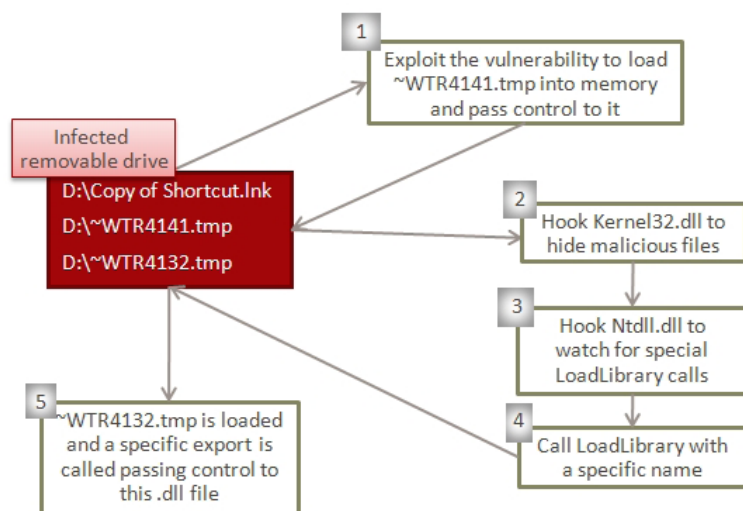 1
Exploit the vulnerability to load
~WTR4141.tmp into memory
and pass control to it
Infected
removable drive
D:\Copy of Shortcut.lnk
D:\~WTR4141.tmp
D:\~WTR4132.tmp
2
Hook Kernel32.dll to
hide malicious files
3
Hook Ntdll.dll to
watch for special
LoadLibrary calls
4
Call LoadLibrary with
a specific name
5
~WTR4132.tmp is loaded
and a specific export is
called passing control to
this .dll file